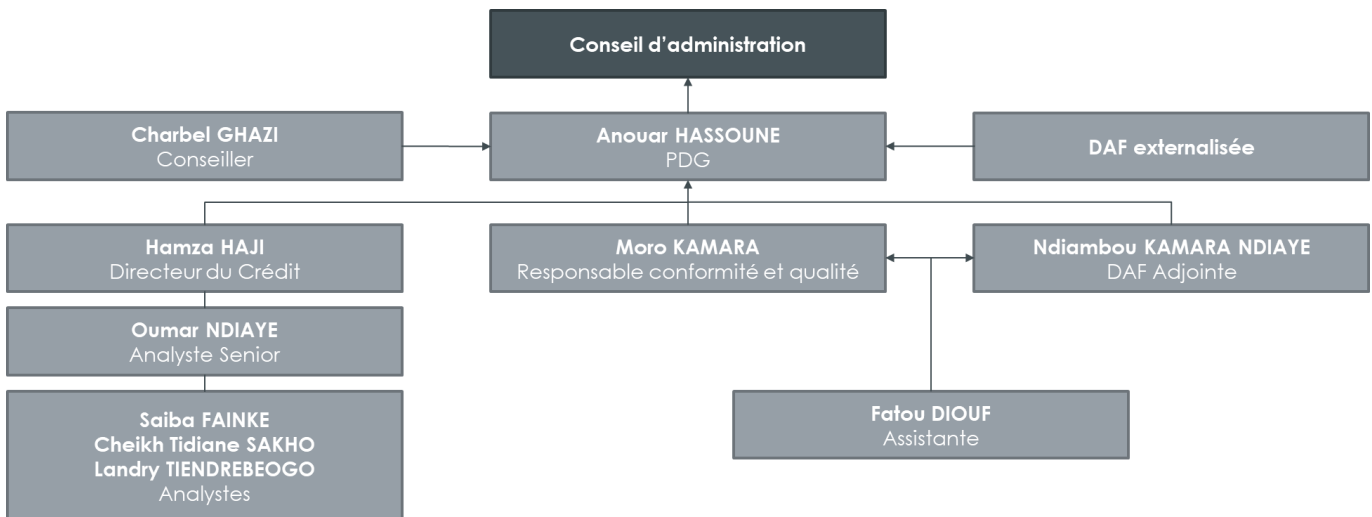 Conseil d'administration
Charbel GHAZI
Conseiller
Anouar HASSOUNE
PDG
DAF externalisée
Hamza HAJI
Directeur du Crédit
Moro KAMARA
Responsable conformité et qualité
Ndiambou KAMARA NDIAYE
DAF Adjointe
Oumar NDIAYE
Analyste Senior
Saiba FAINKE
Cheikh Tidiane SAKHO
Landry TIENDREBEOGO
Analystes
Fatou DIOUF
Assistante